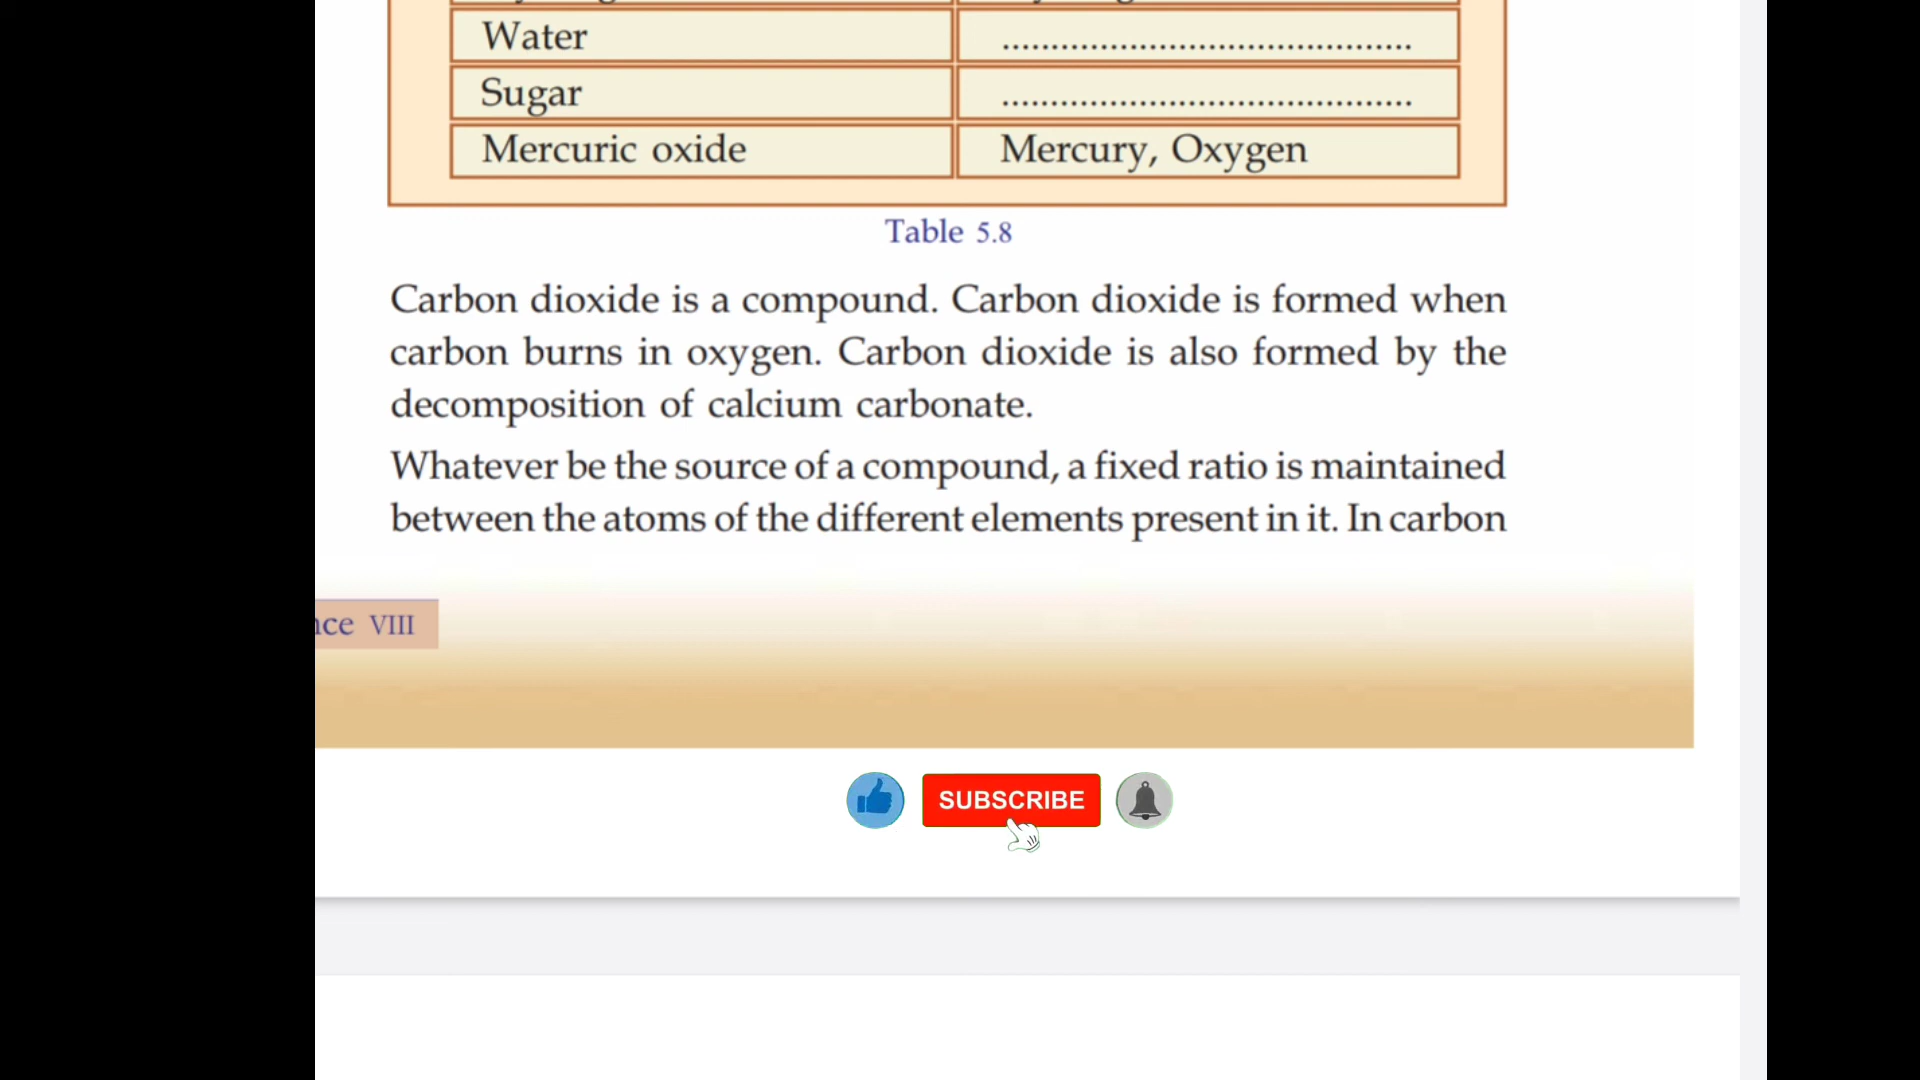 Water ..........................................
Sugar ..........................................
Mercuric oxide Mercury, Oxygen
Table 5.8
Carbon dioxide is a compound. Carbon dioxide is formed when
carbon burns in oxygen. Carbon dioxide is also formed by the
decomposition of calcium carbonate.
Whatever be the source of a compound, a fixed ratio is maintained
between the atoms of the different elements present in it. In carbon
nce VIII
SUBSCRIBE